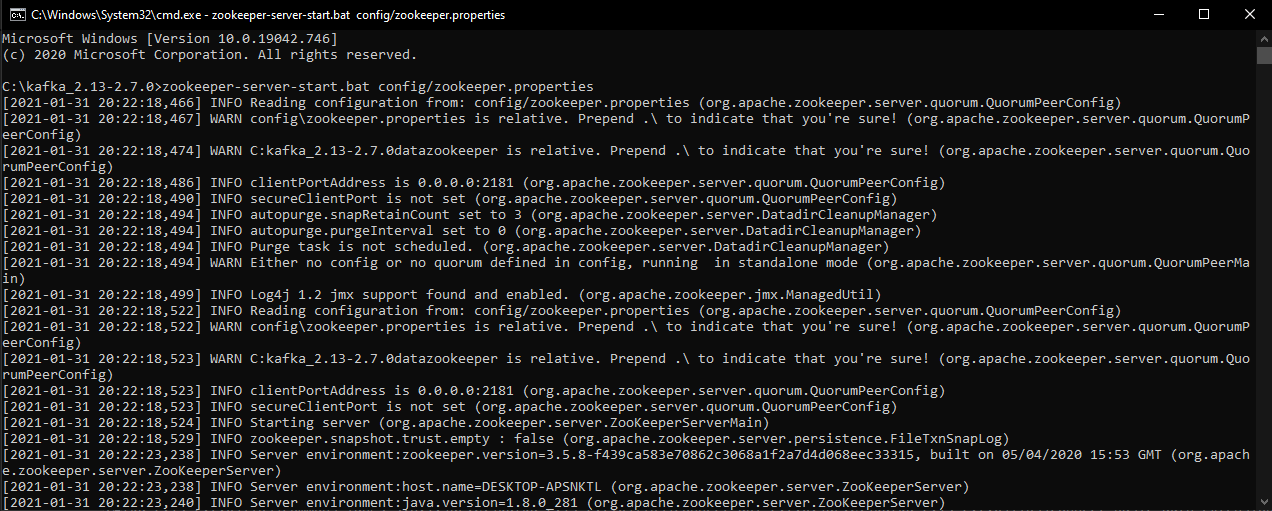 C:\Windows\System32\cmd.exe - zookeeper-server-start.bat  config/zookeeper.properties
Microsoft Windows [Version 10.0.19042.746]
(c) 2020 Microsoft Corporation. All rights reserved.
C:\kafka_2.13-2.7.0>zookeeper-server-start.bat config/zookeeper.properties
[2021-01-31 20:22:18,466] INFO Reading configuration from: config/zookeeper.properties (org.apache.zookeeper.server.quorum.QuorumPeerConfig)
[2021-01-31 20:22:18,467] WARN config\zookeeper.properties is relative. Prepend .\ to indicate that you're sure! (org.apache.zookeeper.server.quorum.QuorumP
eerConfig)
[2021-01-31 20:22:18,474] WARN C:kafka_2.13-2.7.0datazookeeper is relative. Prepend .\ to indicate that you're sure! (org.apache.zookeeper.server.quorum.Quo
rumPeerConfig)
[2021-01-31 20:22:18,486] INFO clientPortAddress is 0.0.0.0:2181 (org.apache.zookeeper.server.quorum.QuorumPeerConfig)
[2021-01-31 20:22:18,490] INFO secureClientPort is not set (org.apache.zookeeper.server.quorum.QuorumPeerConfig)
[2021-01-31 20:22:18,494] INFO autopurge.snapRetainCount set to 3 (org.apache.zookeeper.server.DatadirCleanupManager)
[2021-01-31 20:22:18,494] INFO autopurge.purgeInterval set to 0 (org.apache.zookeeper.server.DatadirCleanupManager)
[2021-01-31 20:22:18,494] INFO Purge task is not scheduled. (org.apache.zookeeper.server.DatadirCleanupManager)
[2021-01-31 20:22:18,494] WARN Either no config or no quorum defined in config, running  in standalone mode (org.apache.zookeeper.server.quorum.QuorumPeerMa
in)
[2021-01-31 20:22:18,499] INFO Log4j 1.2 jmx support found and enabled. (org.apache.zookeeper.jmx.ManagedUtil)
[2021-01-31 20:22:18,522] INFO Reading configuration from: config/zookeeper.properties (org.apache.zookeeper.server.quorum.QuorumPeerConfig)
[2021-01-31 20:22:18,522] WARN config\zookeeper.properties is relative. Prepend .\ to indicate that you're sure! (org.apache.zookeeper.server.quorum.QuorumP
eerConfig)
[2021-01-31 20:22:18,523] WARN C:kafka_2.13-2.7.0datazookeeper is relative. Prepend .\ to indicate that you're sure! (org.apache.zookeeper.server.quorum.Quo
rumPeerConfig)
[2021-01-31 20:22:18,523] INFO clientPortAddress is 0.0.0.0:2181 (org.apache.zookeeper.server.quorum.QuorumPeerConfig)
[2021-01-31 20:22:18,523] INFO secureClientPort is not set (org.apache.zookeeper.server.quorum.QuorumPeerConfig)
[2021-01-31 20:22:18,524] INFO Starting server (org.apache.zookeeper.server.ZooKeeperServerMain)
[2021-01-31 20:22:18,529] INFO zookeeper.snapshot.trust.empty : false (org.apache.zookeeper.server.persistence.FileTxnSnapLog)
[2021-01-31 20:22:23,238] INFO Server environment:zookeeper.version=3.5.8-f439ca583e70862c3068a1f2a7d4d068eec33315, built on 05/04/2020 15:53 GMT (org.apach
e.zookeeper.server.ZooKeeperServer)
[2021-01-31 20:22:23,238] INFO Server environment:host.name=DESKTOP-APSNKTL (org.apache.zookeeper.server.ZooKeeperServer)
[2021-01-31 20:22:23,240] INFO Server environment:java.version=1.8.0_281 (org.apache.zookeeper.server.ZooKeeperServer)